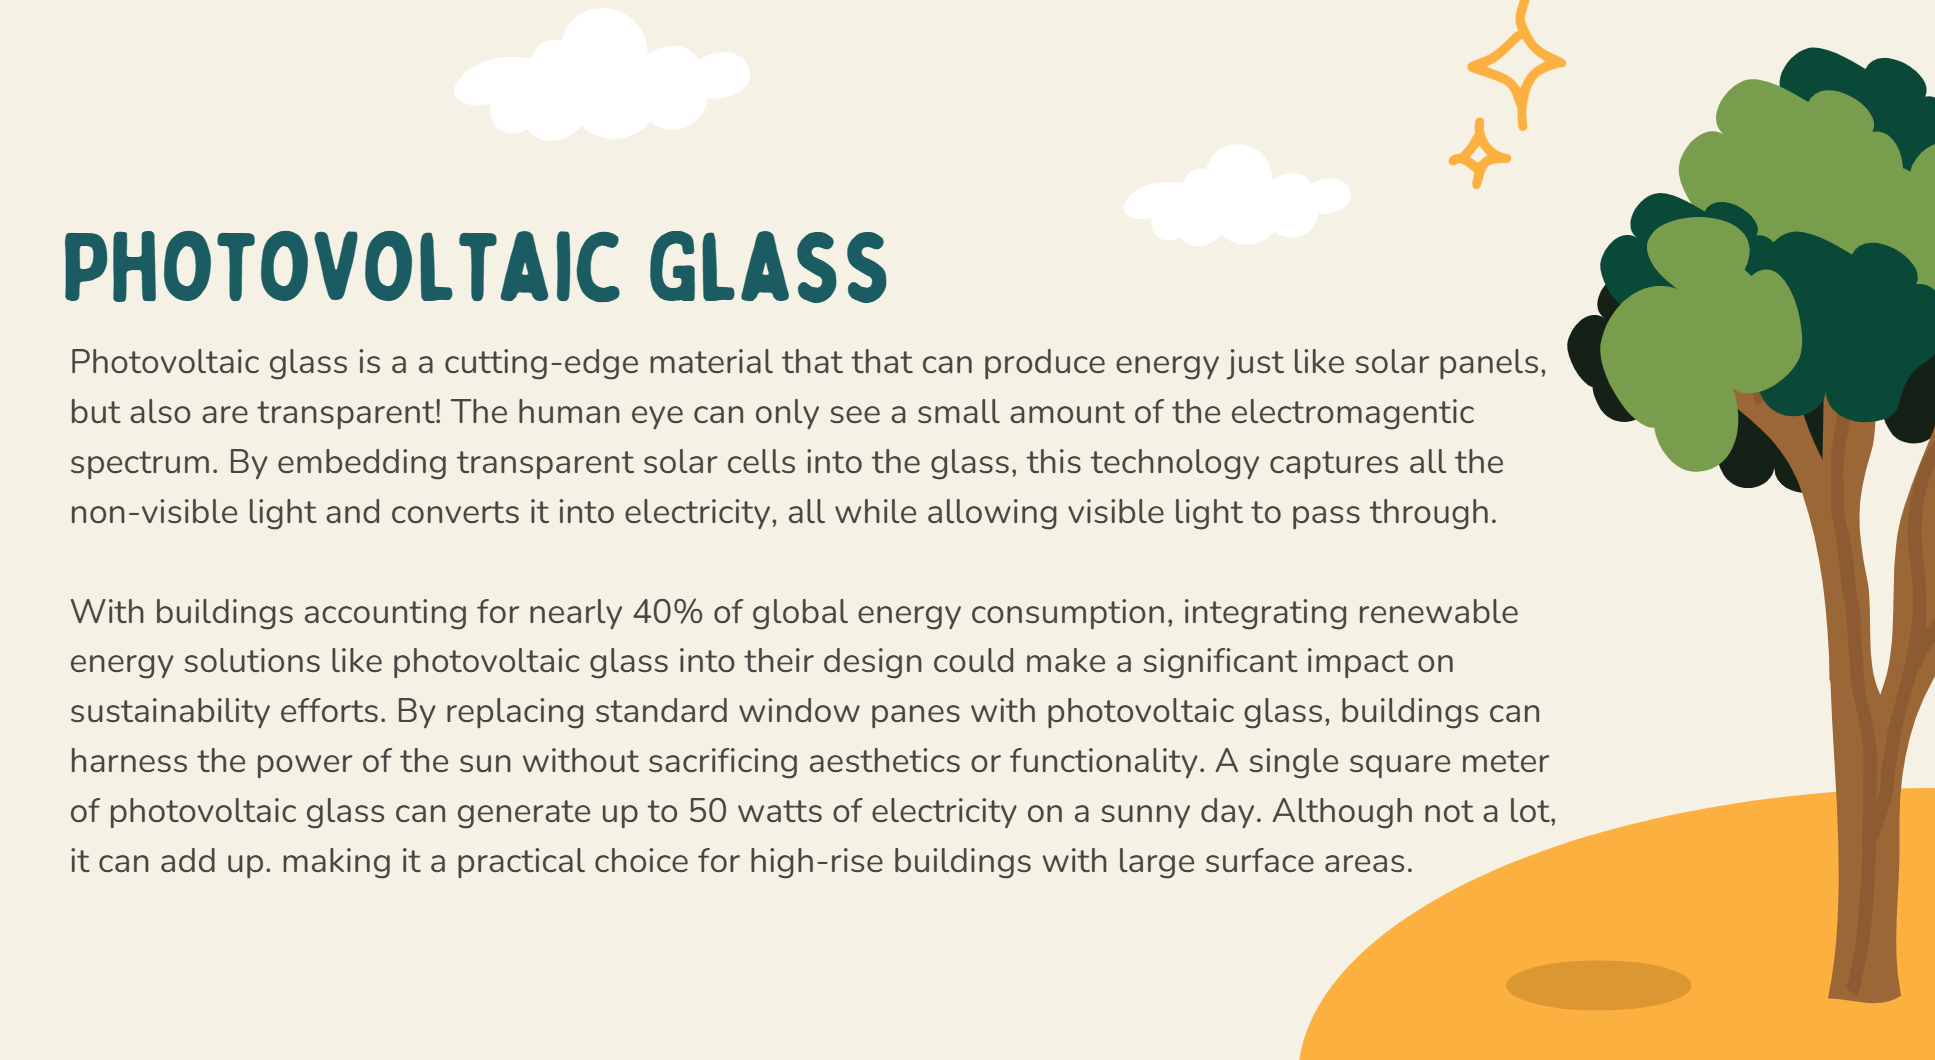 PHOTOVOLTAIC GLASS
Photovoltaic glass is a a cutting-edge material that that can produce energy just like solar panels,
but also are transparent! The human eye can only see a small amount of the electromagentic
spectrum. By embedding transparent solar cells into the glass, this technology captures all the
non-visible light and converts it into electricity, all while allowing visible light to pass through.
With buildings accounting for nearly 40% of global energy consumption, integrating renewable
energy solutions like photovoltaic glass into their design could make a significant impact on
sustainability efforts. By replacing standard window panes with photovoltaic glass, buildings can
harness the power of the sun without sacrificing aesthetics or functionality. A single square meter
of photovoltaic glass can generate up to 50 watts of electricity on a sunny day. Although not a lot,
it can add up. making it a practical choice for high-rise buildings with large surface areas.